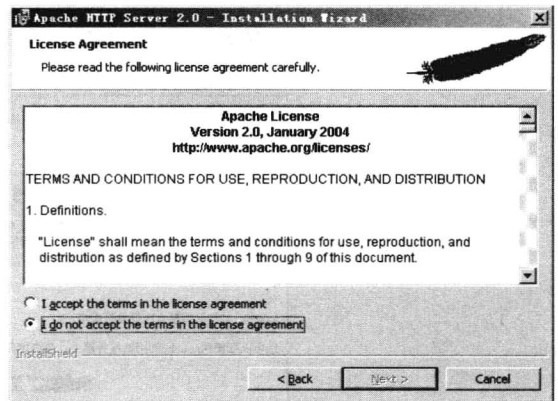 Apache HTTP Server 2.0 - Installation Wizard
License Agreement
Please read the following license agreement carefully.
Apache License
Version 2.0, January 2004
http://www.apache.org/licenses/
TERMS AND CONDITIONS FOR USE, REPRODUCTION, AND DISTRIBUTION
1. Definitions.
"License" shall mean the terms and conditions for use, reproduction, and
distribution as defined by Sections 1 through 9 of this document.
I accept the terms in the license agreement
I do not accept the terms in the license agreement
InstallShield
< Back
Next >
Cancel